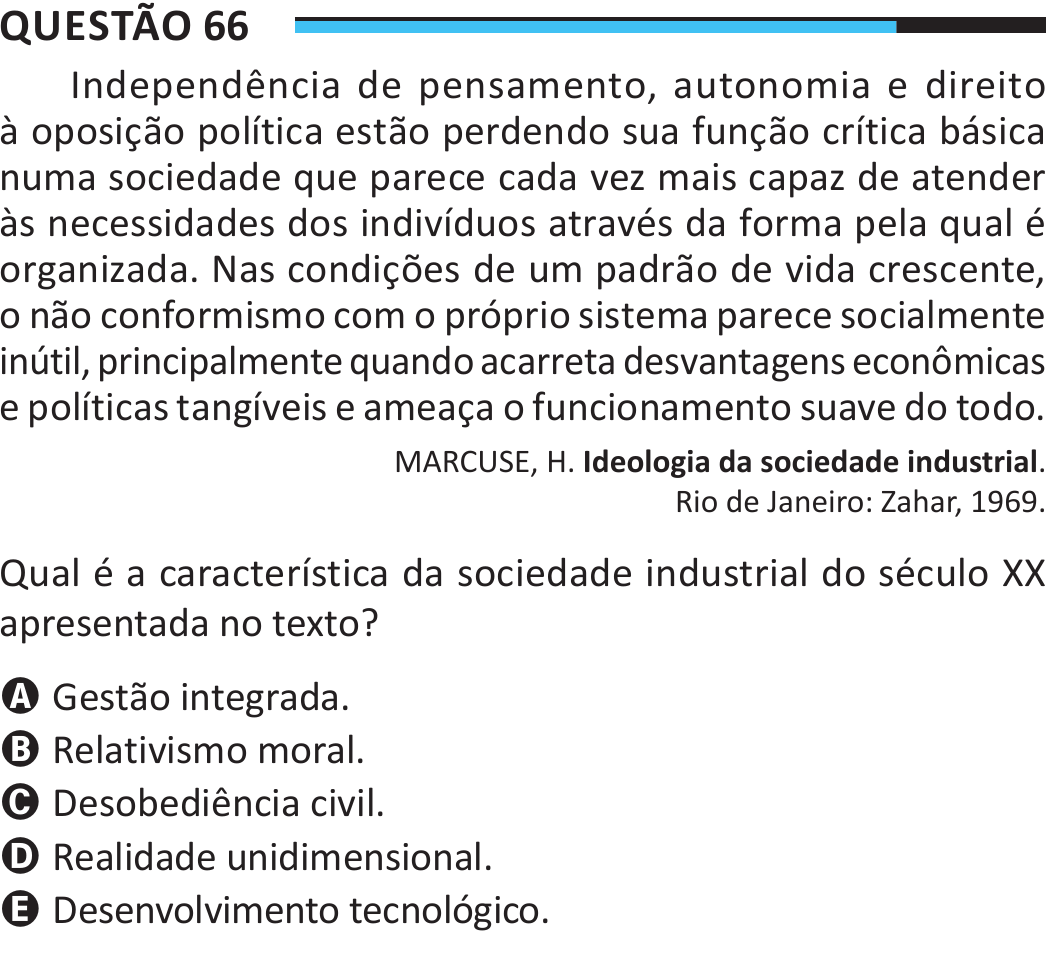 QUESTÃO 66
Independência de pensamento, autonomia e direito
à oposição política estão perdendo sua função crítica básica
numa sociedade que parece cada vez mais capaz de atender
às necessidades dos indivíduos através da forma pela qual é
organizada. Nas condições de um padrão de vida crescente,
o não conformismo com o próprio sistema parece socialmente
inútil, principalmente quando acarreta desvantagens econômicas
e políticas tangíveis e ameaça o funcionamento suave do todo.
MARCUSE, H. Ideologia da sociedade industrial.
Rio de Janeiro: Zahar, 1969.
Qual é a característica da sociedade industrial do século XX
apresentada no texto?
A Gestão integrada.
B Relativismo moral.
C Desobediência civil.
D Realidade unidimensional.
E Desenvolvimento tecnológico.